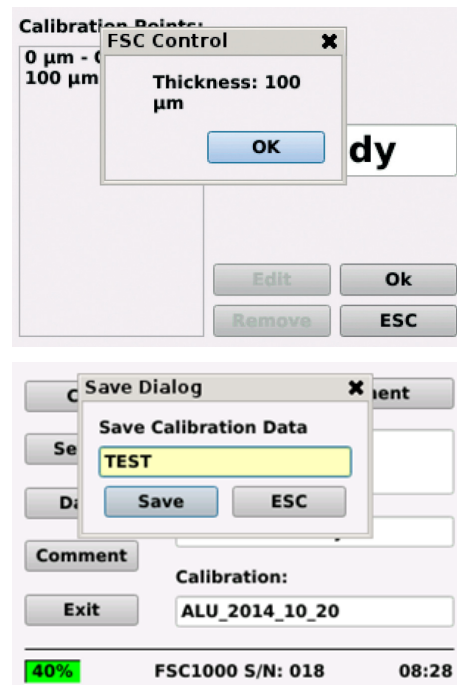 Calibration Points:
FSC Control
0 µm -
100 µm
Thickness: 100
µm
OK
dy
Edit
Ok
Remove
ESC
Save Dialog
Save Calibration Data
TEST
Save
ESC
Comment
Calibration:
Exit
ALU_2014_10_20
40%
FSC1000 S/N: 018
08:28